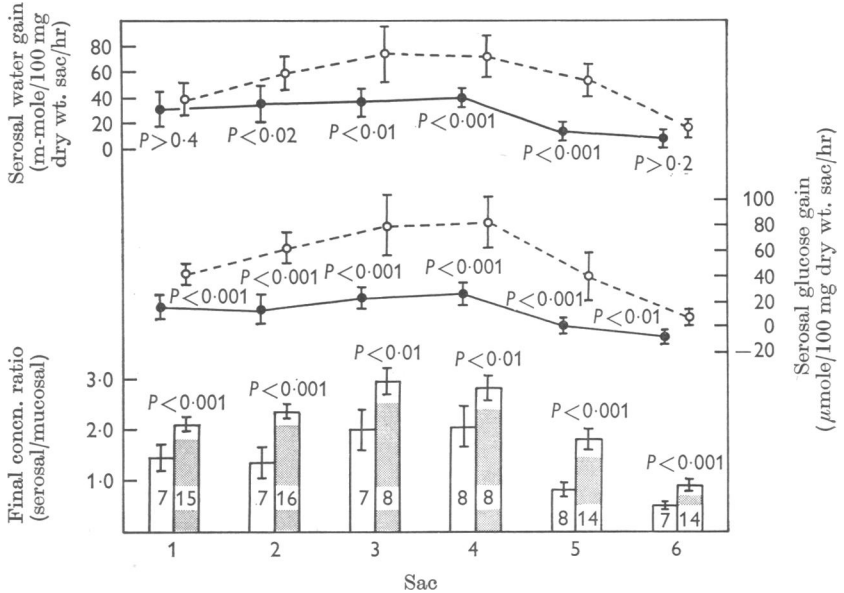 Serosal water gain
(m-mole/100 mg
dry wt. sac/hr)
80
60
40
20
0
P>0·4
P<0·02
P<0·01
P<0·001
P<0·001
P>0·2
Serosal glucose gain
(μmole/100 mg dry wt. sac/hr)
100
80
60
40
20
0
−20
P<0·001
P<0·001
P<0·001
P<0·001
P<0·001
P<0·01
Final concn. ratio
(serosal/mucosal)
3·0
2·0
1·0
P<0·001
P<0·001
P<0·01
P<0·01
P<0·001
P<0·001
7 15 7 16 7 8 8 8 8 14 7 14
1 2 3 4 5 6
Sac